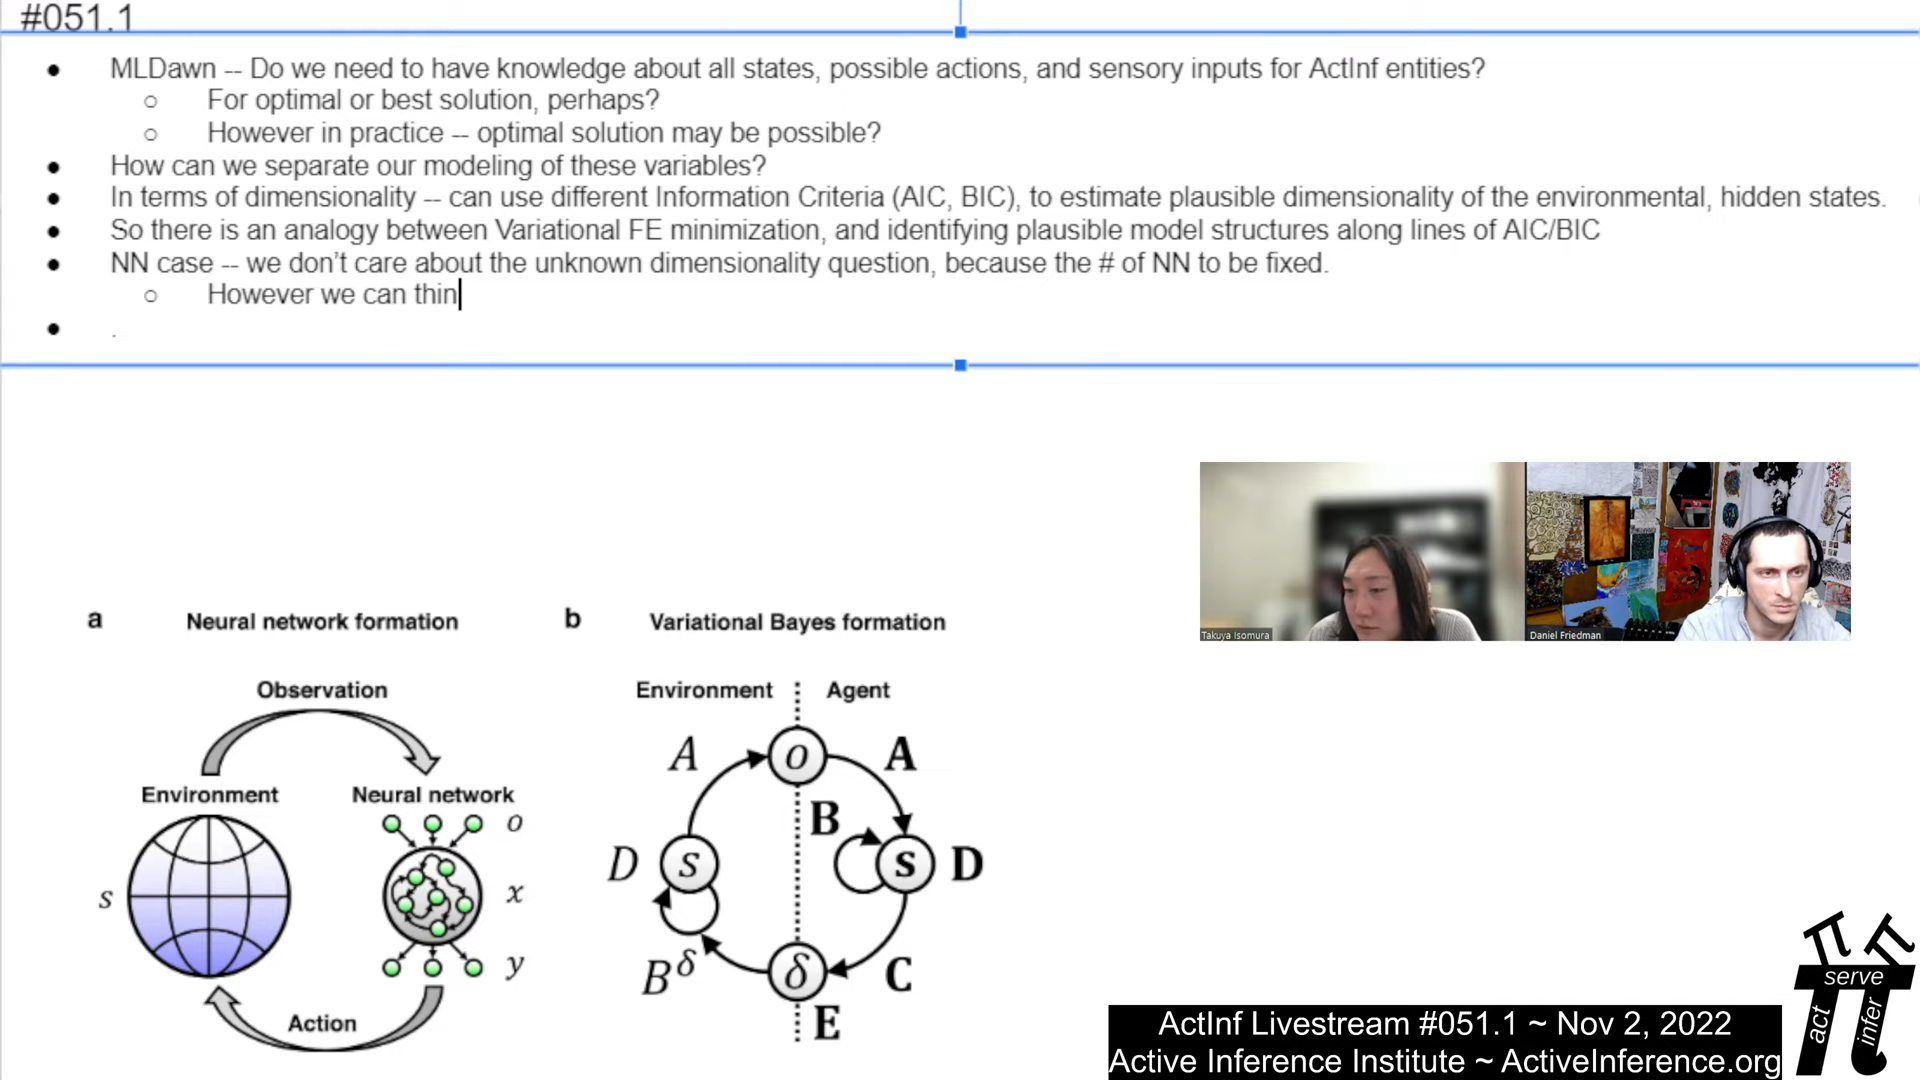 #051.1
● MLDawn -- Do we need to have knowledge about all states, possible actions, and sensory inputs for ActInf entities?
○ For optimal or best solution, perhaps?
○ However in practice -- optimal solution may be possible?
● How can we separate our modeling of these variables?
● In terms of dimensionality -- can use different Information Criteria (AIC, BIC), to estimate plausible dimensionality of the environmental, hidden states.
● So there is an analogy between Variational FE minimization, and identifying plausible model structures along lines of AIC/BIC
● NN case -- we don't care about the unknown dimensionality question, because the # of NN to be fixed.
○ However we can thin
● .
Takuya Isomura
Daniel Friedman
a Neural network formation
Observation
Environment
Neural network
o
s
x
y
Action
b Variational Bayes formation
Environment
Agent
A
o
A
B
D
s
s
D
B^δ
δ
C
E
ActInf Livestream #051.1 ~ Nov 2, 2022
Active Inference Institute ~ ActiveInference.org
serve
act
infer